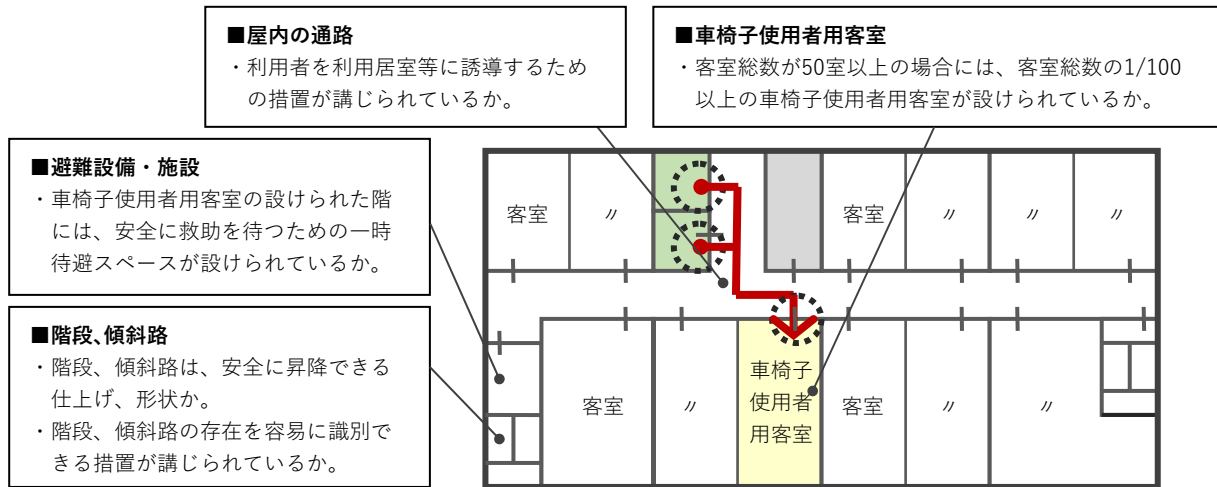 ■屋内の通路
・利用者を利用居室等に誘導するため
の措置が講じられているか。
■車椅子使用者用客室
・客室総数が50室以上の場合には、客室総数の1/100
以上の車椅子使用者用客室が設けられているか。
■避難設備・施設
・車椅子使用者用客室の設けられた階
には、安全に救助を待つための一時
待避スペースが設けられているか。
■階段、傾斜路
・階段、傾斜路は、安全に昇降できる
仕上げ、形状か。
・階段、傾斜路の存在を容易に識別で
きる措置が講じられているか。
客室 〃 客室 〃 〃 〃
客室 〃
車椅子
使用者
用客室
客室 〃 〃